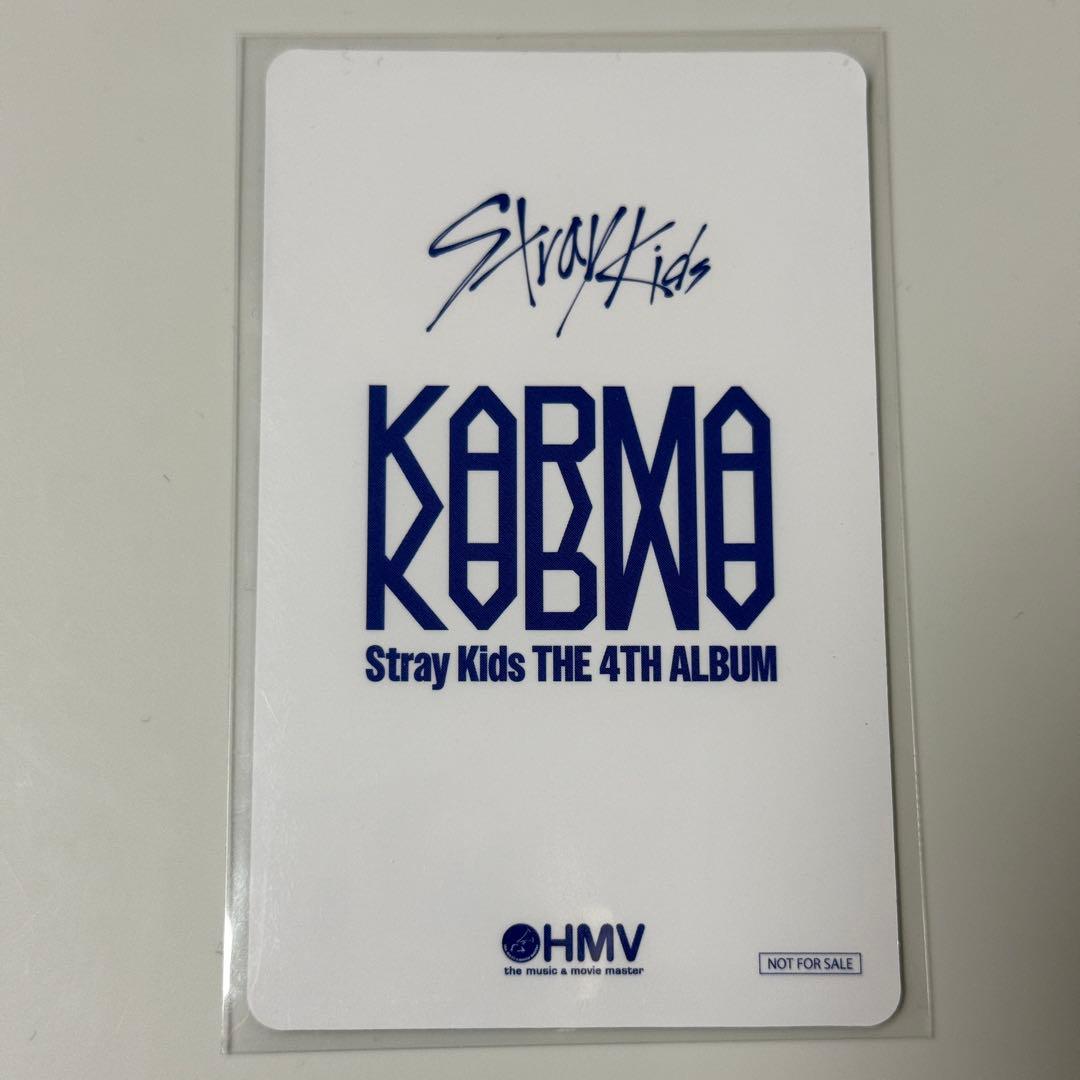 Stray Kids
KARMA
Stray Kids THE 4TH ALBUM
HMV
the music & movie master
NOT FOR SALE